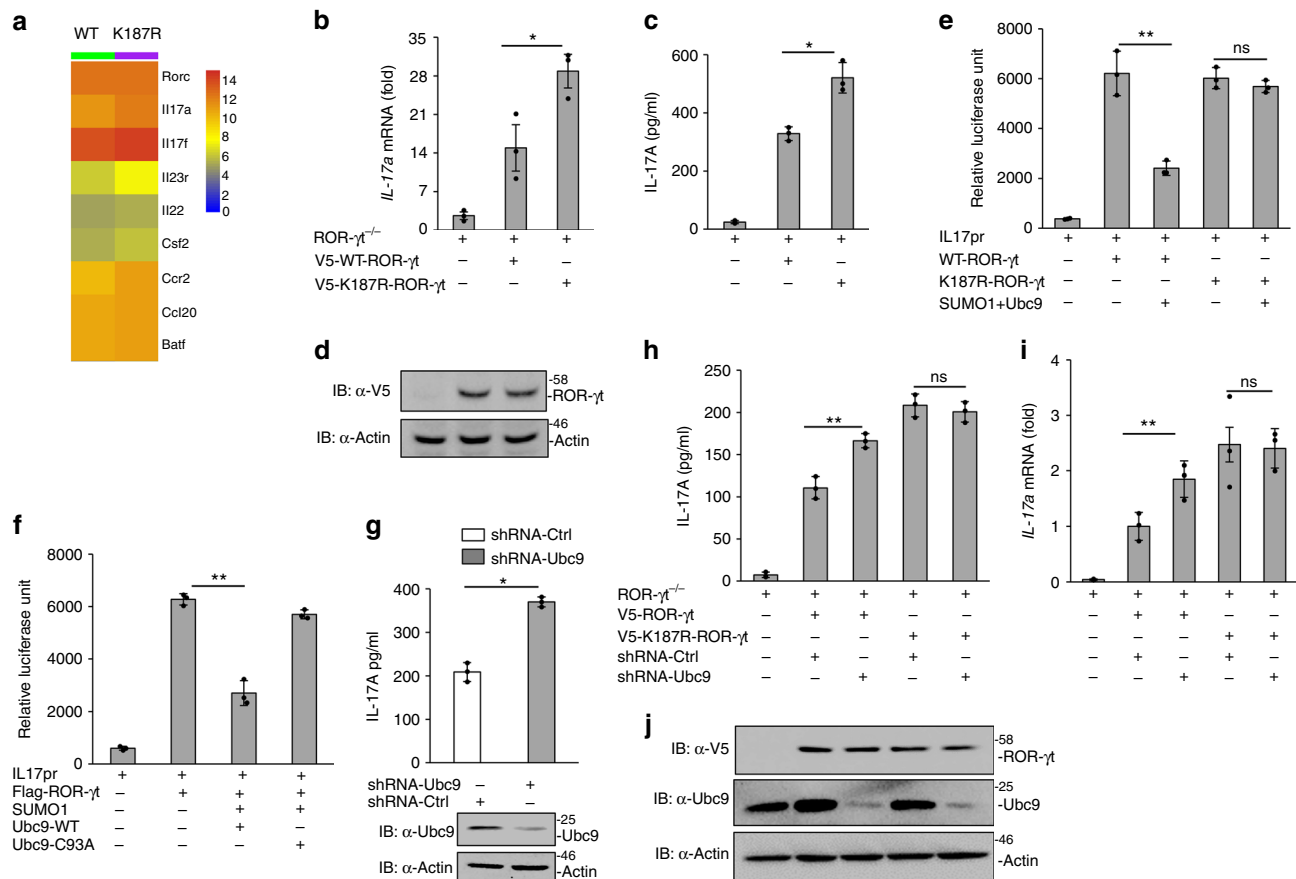 a
WT K187R
Rorc
Il17a
Il17f
Il23r
Il22
Csf2
Ccr2
Ccl20
Batf
14
12
10
8
6
4
2
0
b
IL-17a mRNA (fold)
35
28
21
14
7
0
*
ROR-γt–/– + + +
V5-WT-ROR-γt – + –
V5-K187R-ROR-γt – – +
c
IL-17A (pg/ml)
600
400
200
0
*
+ + +
– + –
– – +
d
IB: α-V5
-58
-ROR-γt
IB: α-Actin
-46
-Actin
e
Relative luciferase unit
8000
6000
4000
2000
0
**
ns
IL17pr + + + + +
WT-ROR-γt – + + – –
K187R-ROR-γt – – – + +
SUMO1+Ubc9 – – + – +
f
Relative luciferase unit
8000
6000
4000
2000
0
**
IL17pr + + + +
Flag-ROR-γt – + + +
SUMO1 – – + +
Ubc9-WT – – + –
Ubc9-C93A – – – +
g
shRNA-Ctrl
shRNA-Ubc9
IL-17A pg/ml
400
300
200
100
0
*
shRNA-Ubc9 – +
shRNA-Ctrl + –
IB: α-Ubc9
-25
-Ubc9
IB: α-Actin
-46
-Actin
h
IL-17A (pg/ml)
250
200
150
100
50
0
**
ns
ROR-γt–/– + + + + +
V5-ROR-γt – + + – –
V5-K187R-ROR-γt – – – + +
shRNA-Ctrl – + – + –
shRNA-Ubc9 – – + – +
i
IL-17a mRNA (fold)
4
3
2
1
0
**
ns
+ + + + +
– + + – –
– – – + +
– + – + –
– – + – +
j
IB: α-V5
-58
-ROR-γt
IB: α-Ubc9
-25
-Ubc9
IB: α-Actin
-46
-Actin